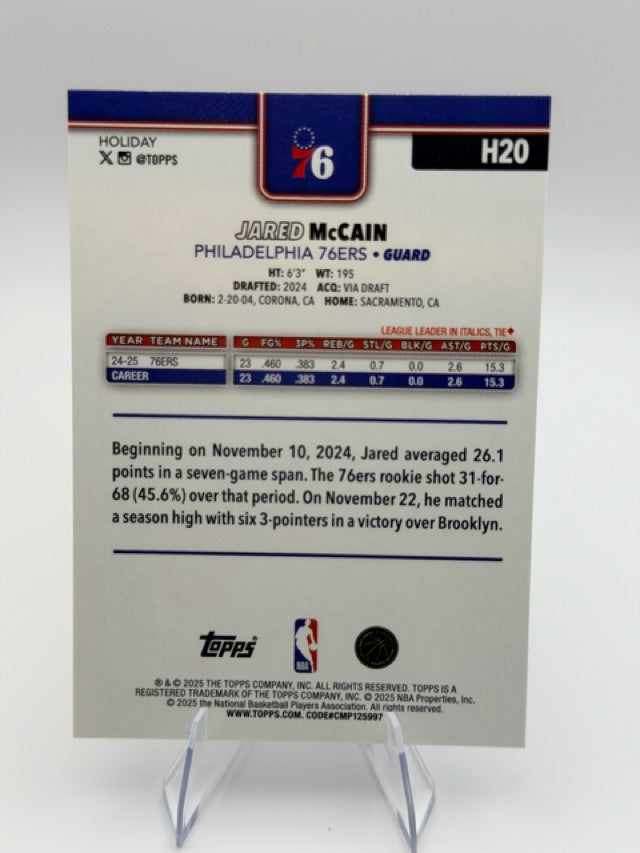 HOLIDAY
@TOPPS
76
H20
JARED McCAIN
PHILADELPHIA 76ERS • GUARD
HT: 6'3" WT: 195
DRAFTED: 2024 ACQ: VIA DRAFT
BORN: 2-20-04, CORONA, CA HOME: SACRAMENTO, CA
LEAGUE LEADER IN ITALICS, TIE♦
YEAR TEAM NAME G FG% 3P% REB/G STL/G BLK/G AST/G PTS/G
24-25 76ERS 23 .460 .383 2.4 0.7 0.0 2.6 15.3
CAREER 23 .460 .383 2.4 0.7 0.0 2.6 15.3
Beginning on November 10, 2024, Jared averaged 26.1
points in a seven-game span. The 76ers rookie shot 31-for-
68 (45.6%) over that period. On November 22, he matched
a season high with six 3-pointers in a victory over Brooklyn.
Topps NBA
® & © 2025 THE TOPPS COMPANY, INC. ALL RIGHTS RESERVED. TOPPS IS A
REGISTERED TRADEMARK OF THE TOPPS COMPANY, INC. © 2025 NBA Properties, Inc.
© 2025 the National Basketball Players Association. All rights reserved.
WWW.TOPPS.COM. CODE#CMP125997